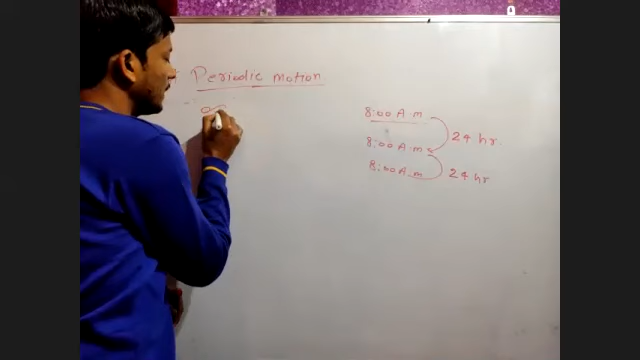 Periodic motion
8:00 A.m
24 hr.
8:00 A.m
8:00 A.m
24 hr